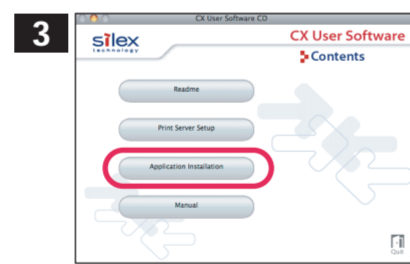 3
CX User Software CD
silex
technology
CX User Software
Contents
Readme
Print Server Setup
Application Installation
Manual
Quit